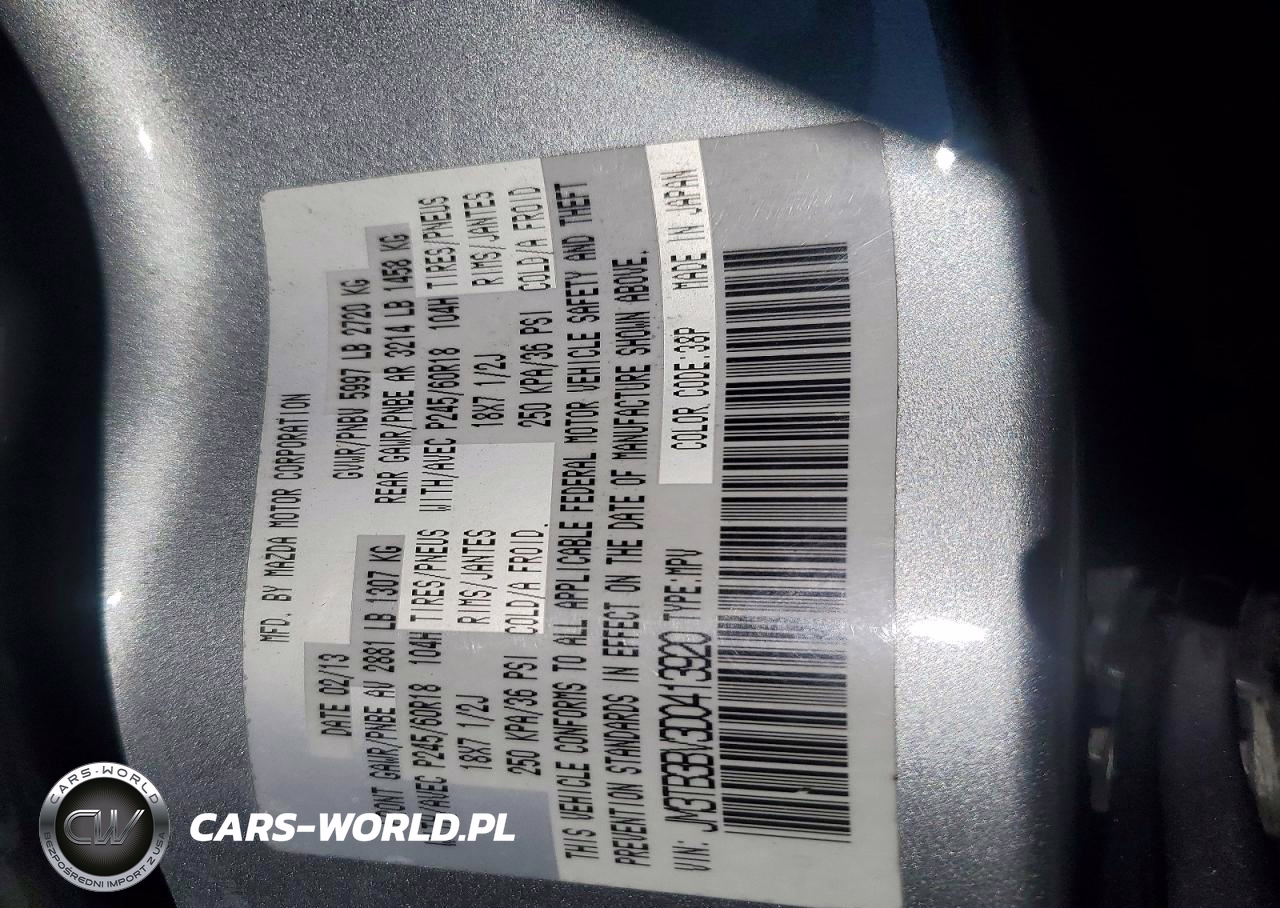 MFD. BY MAZDA MOTOR CORPORATION
DATE 02/13 GVWR/PNBV 5997 LB 2720 KG
GAWR/PNBE AV 2881 LB 1307 KG REAR GAWR/PNBE AR 3214 LB 1458 KG
P245/60R18 104H TIRES/PNEUS WITH/AVEC P245/60R18 104H TIRES/PNEUS
18X7 1/2J RIMS/JANTES 18X7 1/2J RIMS/JANTES
250 KPA/36 PSI COLD/A FROID. 250 KPA/36 PSI COLD/A FROID
THIS VEHICLE CONFORMS TO ALL APPLICABLE FEDERAL MOTOR VEHICLE SAFETY AND THEFT
PREVENTION STANDARDS IN EFFECT ON THE DATE OF MANUFACTURE SHOWN ABOVE.
VIN: JM3TB3BV3D0413920 TYPE:MPV COLOR CODE:38P MADE IN JAPAN
CARS-WORLD
CW
BEZPOŚREDNI IMPORT Z USA
CARS-WORLD.PL